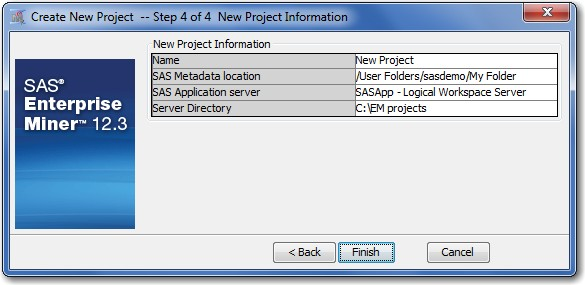 Create New Project -- Step 4 of 4 New Project Information
New Project Information
Name New Project
SAS Metadata location /User Folders/sasdemo/My Folder
SAS Application server SASApp - Logical Workspace Server
Server Directory C:\EM projects
SAS®
Enterprise
Miner™ 12.3
< Back Finish Cancel